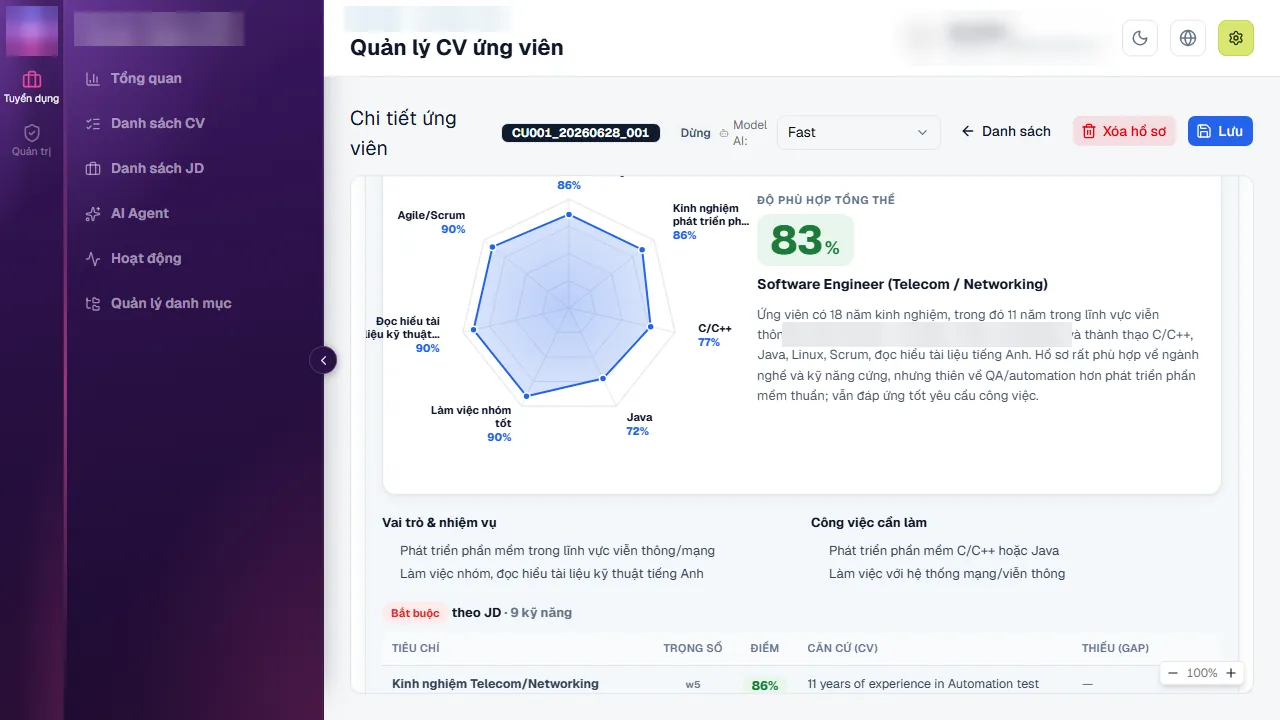 Tuyển dụng
Quản trị
Tổng quan
Danh sách CV
Danh sách JD
AI Agent
Hoạt động
Quản lý danh mục
Quản lý CV ứng viên
Chi tiết ứng
viên
CU001_20260628_001
Dừng
Model
AI:
Fast
Danh sách
Xóa hồ sơ
Lưu
86%
Agile/Scrum
90%
Kinh nghiệm
phát triển ph...
86%
Đọc hiểu tài
liệu kỹ thuật...
90%
C/C++
77%
Làm việc nhóm
tốt
90%
Java
72%
ĐỘ PHÙ HỢP TỔNG THỂ
83%
Software Engineer (Telecom / Networking)
Ứng viên có 18 năm kinh nghiệm, trong đó 11 năm trong lĩnh vực viễn
thôn và thành thạo C/C++,
Java, Linux, Scrum, đọc hiểu tài liệu tiếng Anh. Hồ sơ rất phù hợp về ngành
nghề và kỹ năng cứng, nhưng thiên về QA/automation hơn phát triển phần
mềm thuần; vẫn đáp ứng tốt yêu cầu công việc.
Vai trò & nhiệm vụ
Phát triển phần mềm trong lĩnh vực viễn thông/mạng
Làm việc nhóm, đọc hiểu tài liệu kỹ thuật tiếng Anh
Công việc cần làm
Phát triển phần mềm C/C++ hoặc Java
Làm việc với hệ thống mạng/viễn thông
Bắt buộc theo JD · 9 kỹ năng
TIÊU CHÍ TRỌNG SỐ ĐIỂM CĂN CỨ (CV) THIẾU (GAP)
Kinh nghiệm Telecom/Networking w5 86% 11 years of experience in Automation test —
− 100% +